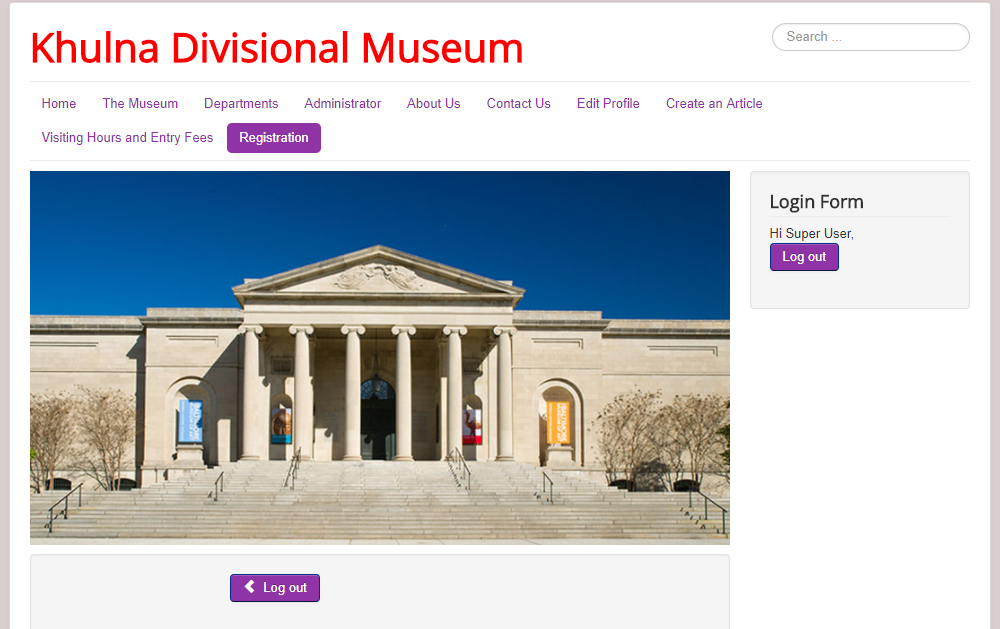 Khulna Divisional Museum
Search ...
Home The Museum Departments Administrator About Us Contact Us Edit Profile Create an Article
Visiting Hours and Entry Fees Registration
Login Form
Hi Super User,
Log out
BALTIMORE
Log out